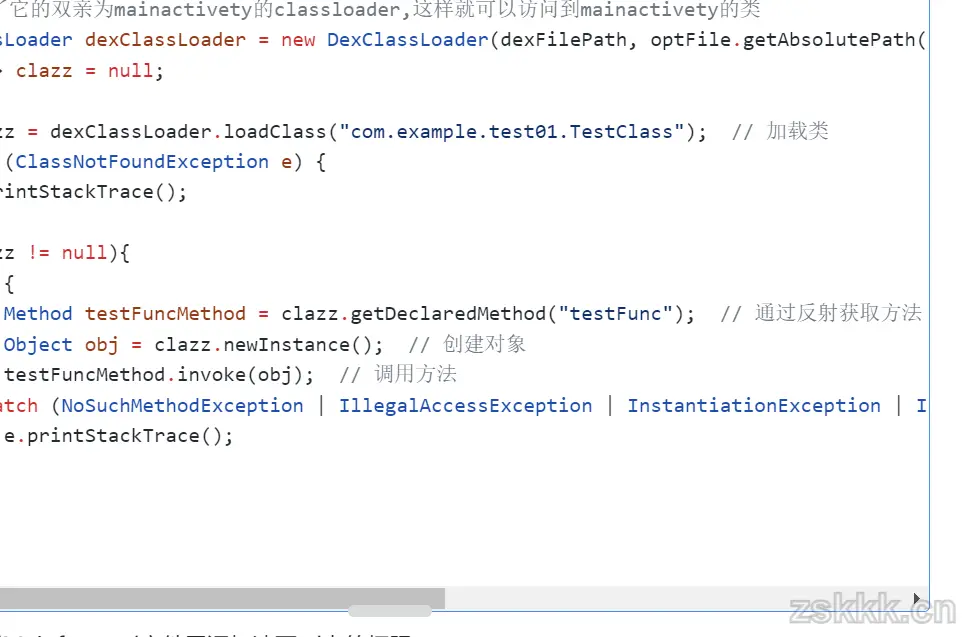 了它的双亲为mainactivety的classloader,这样就可以访问到mainactivety的类
sLoader dexClassLoader = new DexClassLoader(dexFilePath, optFile.getAbsolutePath(
> clazz = null;
zz = dexClassLoader.loadClass("com.example.test01.TestClass");  // 加载类
(ClassNotFoundException e) {
rintStackTrace();
zz != null){
{
Method testFuncMethod = clazz.getDeclaredMethod("testFunc");  // 通过反射获取方法
Object obj = clazz.newInstance();  // 创建对象
testFuncMethod.invoke(obj);  // 调用方法
atch (NoSuchMethodException | IllegalAccessException | InstantiationException | I
e.printStackTrace();
zskkk.cn